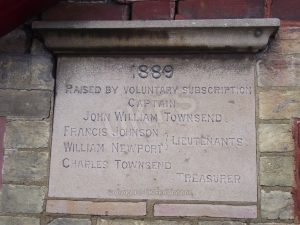 1889
RAISED BY VOLUNTARY SUBSCRIPTION
CAPTAIN
JOHN WILLIAM TOWNSEND
FRANCIS JOHNSON
WILLIAM NEWPORT
LIEUTENANTS
CHARLES TOWNSEND
TREASURER